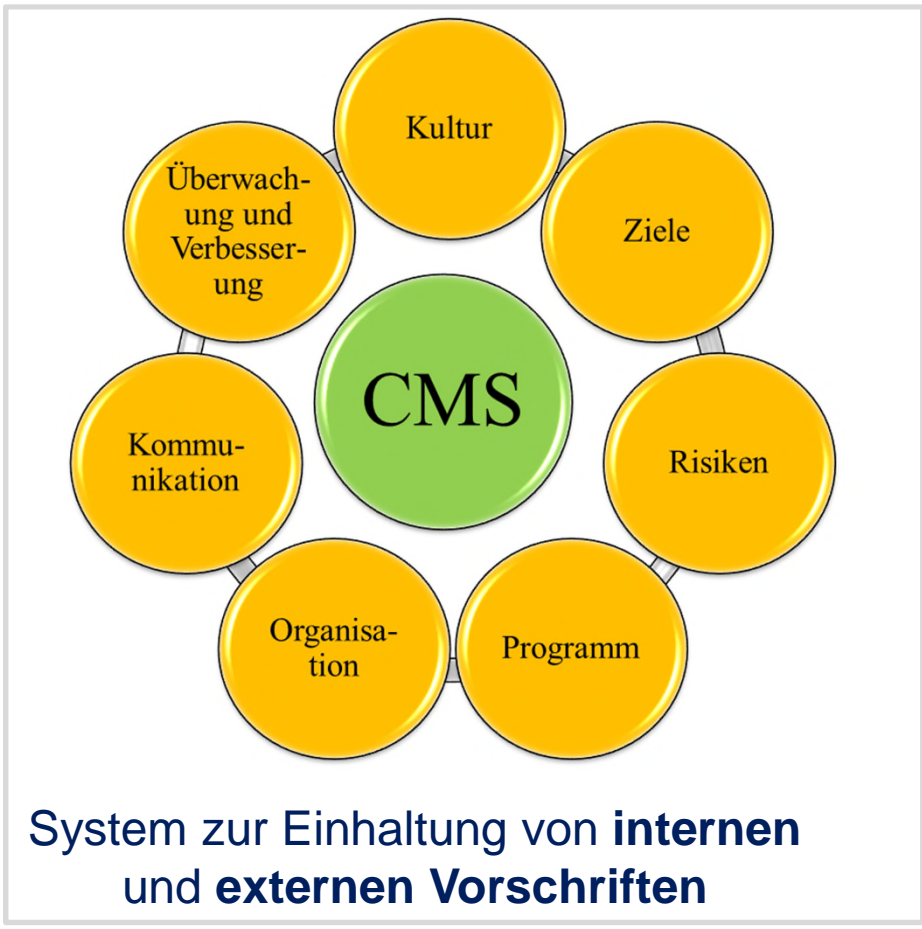 Kultur
Ziele
Risiken
Programm
Organisa-
tion
Kommu-
nikation
Überwach-
ung und
Verbesser-
ung
CMS
System zur Einhaltung von internen
und externen Vorschriften